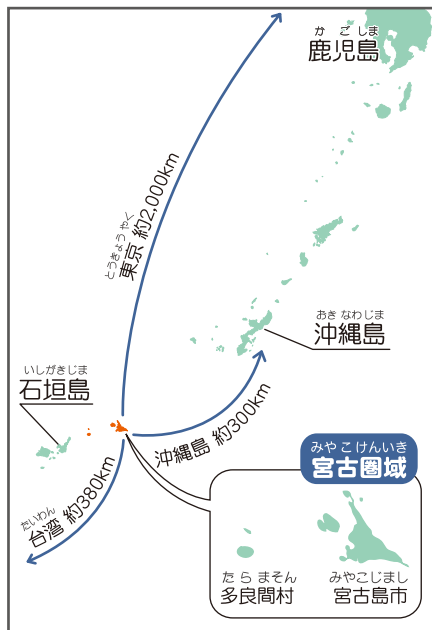 かごしま
鹿児島
とうきょう やく
東京 約2,000km
おきなわじま
沖縄島
いしがきじま
石垣島
沖縄島 約300km
たいわん
台湾 約380km
みやこけんいき
宮古圏域
たらまそん
多良間村
みやこじまし
宮古島市